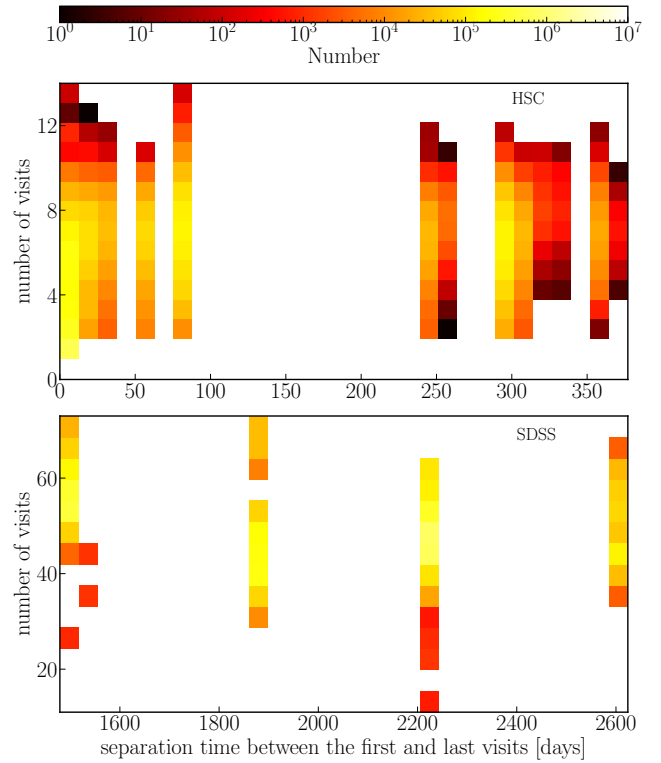 10^0 10^1 10^2 10^3 10^4 10^5 10^6 10^7
Number
HSC
12
8
4
0
number of visits
0 50 100 150 200 250 300 350
SDSS
60
40
20
number of visits
1600 1800 2000 2200 2400 2600
separation time between the first and last visits [days]